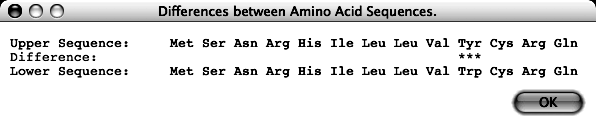 Differences between Amino Acid Sequences.
Upper Sequence: Met Ser Asn Arg His Ile Leu Leu Val Tyr Cys Arg Gln
Difference: ***
Lower Sequence: Met Ser Asn Arg His Ile Leu Leu Val Trp Cys Arg Gln
OK